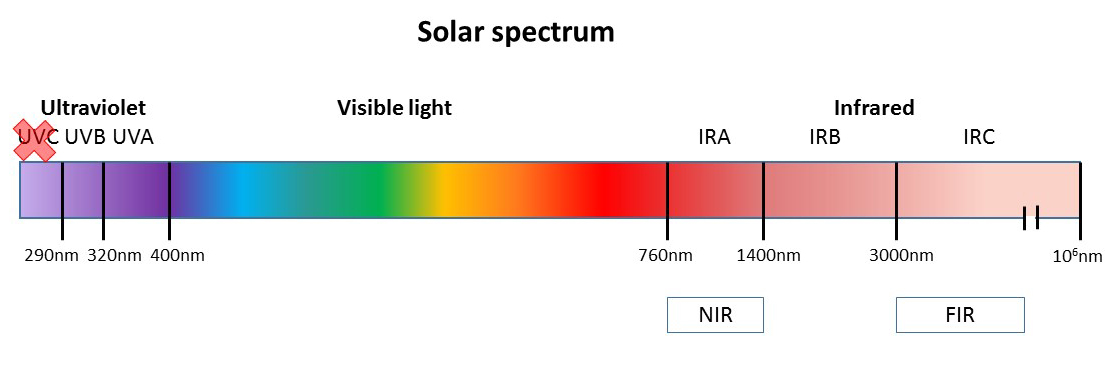 Solar spectrum
Ultraviolet Visible light Infrared
UVC UVB UVA IRA IRB IRC
290nm 320nm 400nm 760nm 1400nm 3000nm 10⁶nm
NIR FIR